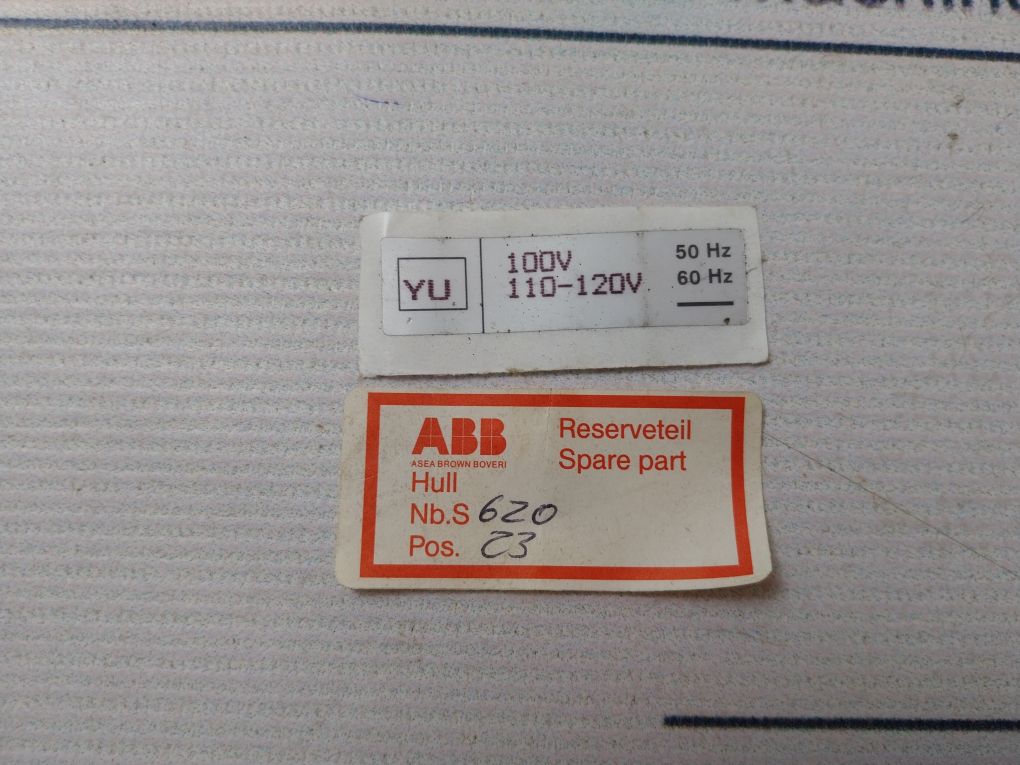 YU
100V
110-120V
50 Hz
60 Hz
ABB
ASEA BROWN BOVERI
Reserveteil
Spare part
Hull
Nb.S 620
Pos. 23